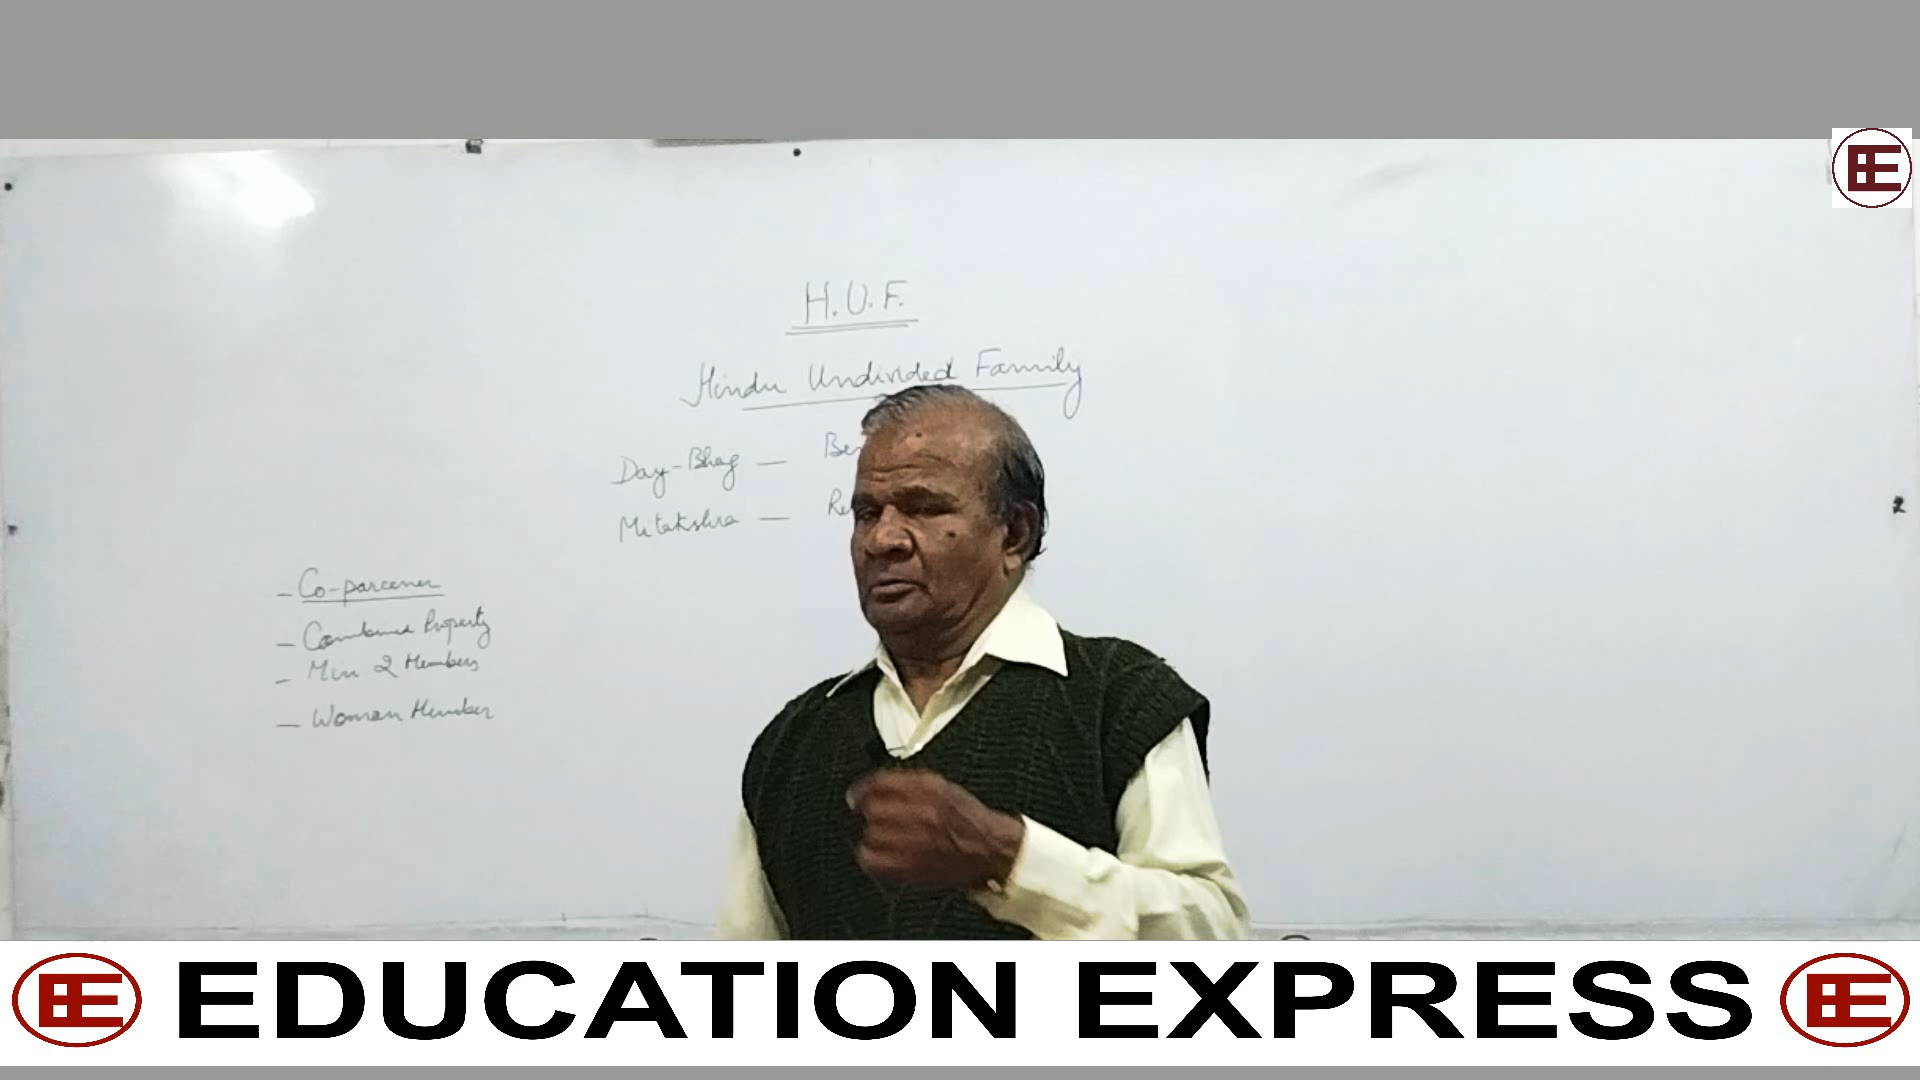 H.U.F.
Hindu Undivided Family
Day-Bhag —
Mitakshra —
- Co-parcener
- Combined Property
- Min 2 Members
- Woman Member
EDUCATION EXPRESS